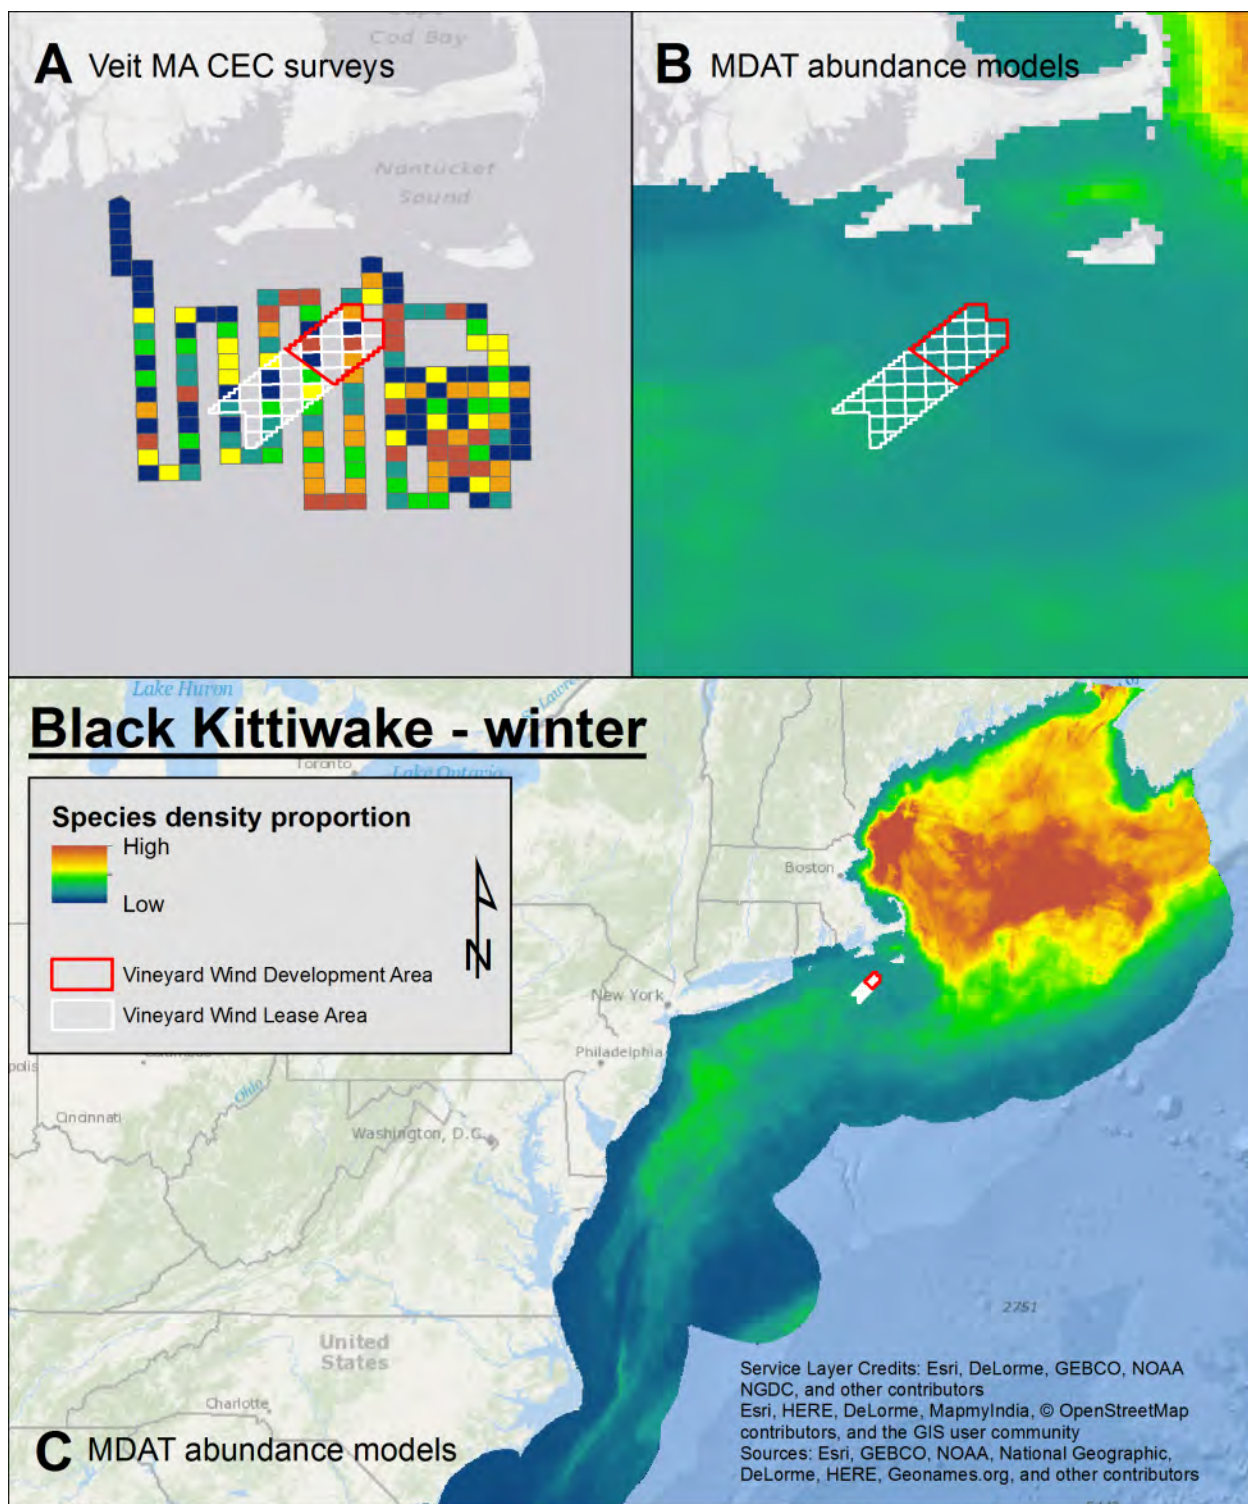 A Veit MA CEC surveys
Cod Bay
Nantucket
Sound
B MDAT abundance models
Lake Huron
Black Kittiwake - winter
Toronto
Lake Ontario
Species density proportion
High
Low
N
Vineyard Wind Development Area
Vineyard Wind Lease Area
Boston
New York
Philadelphia
Ohio
Cincinnati
Washington, D.C.
2751
United
States
Charlotte
C MDAT abundance models
Service Layer Credits: Esri, DeLorme, GEBCO, NOAA
NGDC, and other contributors
Esri, HERE, DeLorme, MapmyIndia, © OpenStreetMap
contributors, and the GIS user community
Sources: Esri, GEBCO, NOAA, National Geographic,
DeLorme, HERE, Geonames.org, and other contributors